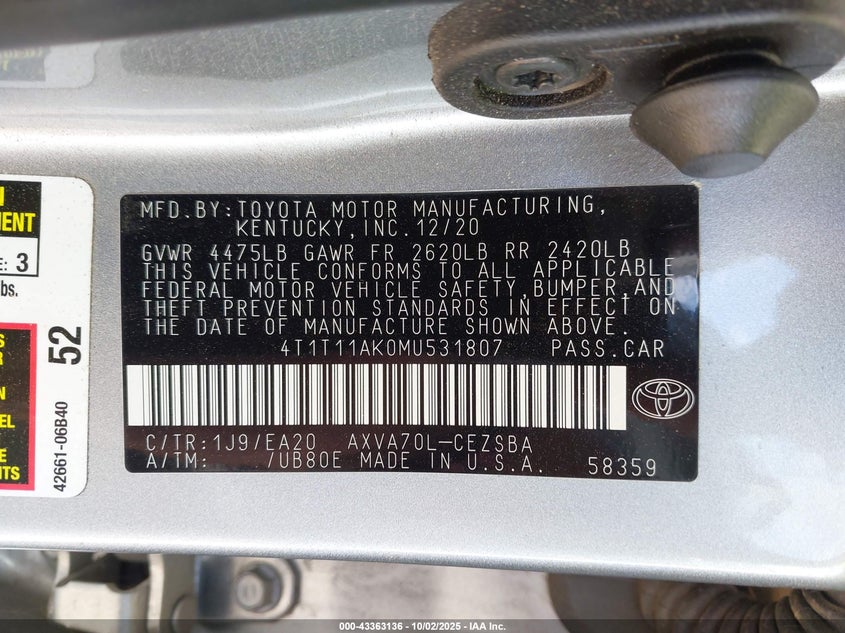 MFD.BY:TOYOTA MOTOR MANUFACTURING,
KENTUCKY,INC.12/20
GVWR 4475LB GAWR FR 2620LB RR 2420LB
THIS VEHICLE CONFORMS TO ALL APPLICABLE
FEDERAL MOTOR VEHICLE SAFETY,BUMPER,AND
THEFT PREVENTION STANDARDS IN EFFECT ON
THE DATE OF MANUFACTURE SHOWN ABOVE.
4T1T11AK0MU531807 PASS.CAR
C/TR:1J9/EA20 AXVA70L-CEZSBA
A/TM: /UB80E MADE IN U.S.A. 58359
E: 3
bs.
52
42661-06B40
000-43363136 - 10/02/2025 - IAA Inc.